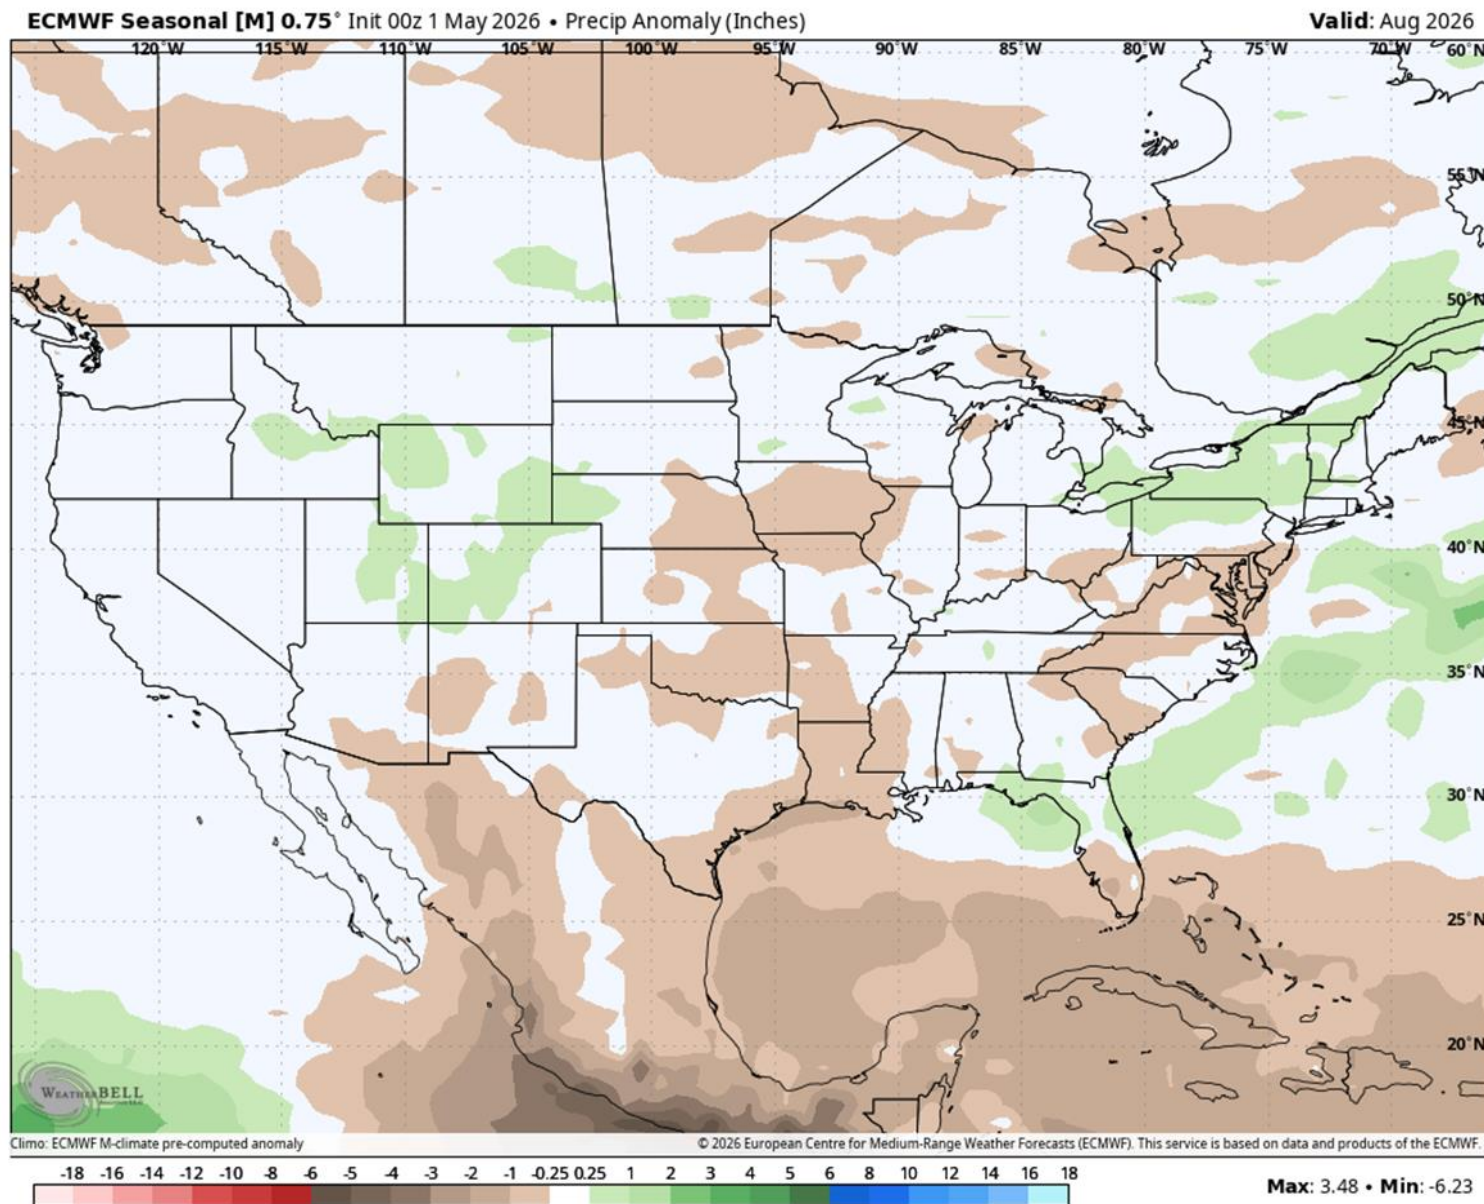 ECMWF Seasonal [M] 0.75° Init 00z 1 May 2026 • Precip Anomaly (Inches) Valid: Aug 2026
120°W 115°W 110°W 105°W 100°W 95°W 90°W 85°W 80°W 75°W 70°W 60°N
55°N
50°N
45°N
40°N
35°N
30°N
25°N
20°N
WEATHERBELL
Climo: ECMWF M-climate pre-computed anomaly © 2026 European Centre for Medium-Range Weather Forecasts (ECMWF). This service is based on data and products of the ECMWF.
-18 -16 -14 -12 -10 -8 -6 -5 -4 -3 -2 -1 -0.25 0.25 1 2 3 4 5 6 8 10 12 14 16 18
Max: 3.48 • Min: -6.23